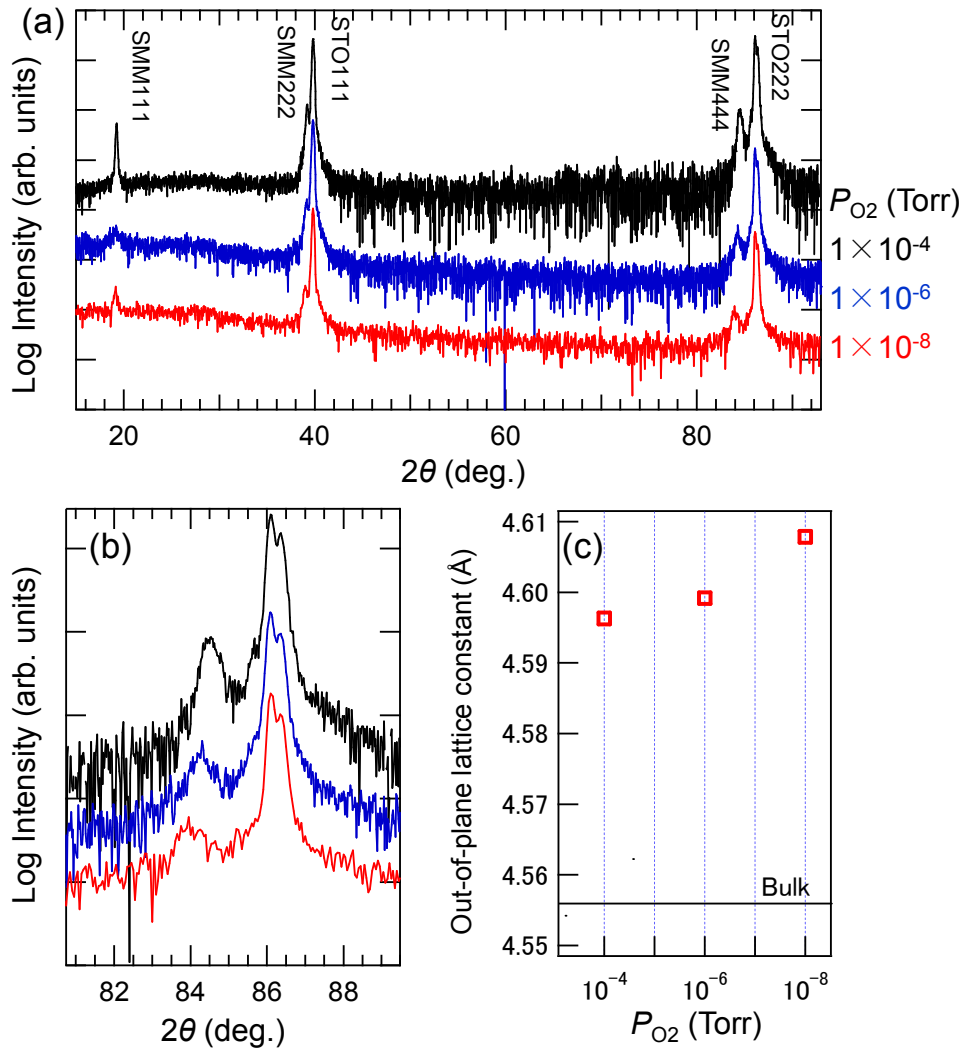 (a)
SMM111
SMM222
STO111
SMM444
STO222
Log Intensity (arb. units)
P_O2 (Torr)
1×10^-4
1×10^-6
1×10^-8
20 40 60 80
2θ (deg.)
(b)
Log Intensity (arb. units)
82 84 86 88
2θ (deg.)
(c)
Out-of-plane lattice constant (Å)
4.61
4.60
4.59
4.58
4.57
4.56
4.55
Bulk
10^-4 10^-6 10^-8
P_O2 (Torr)